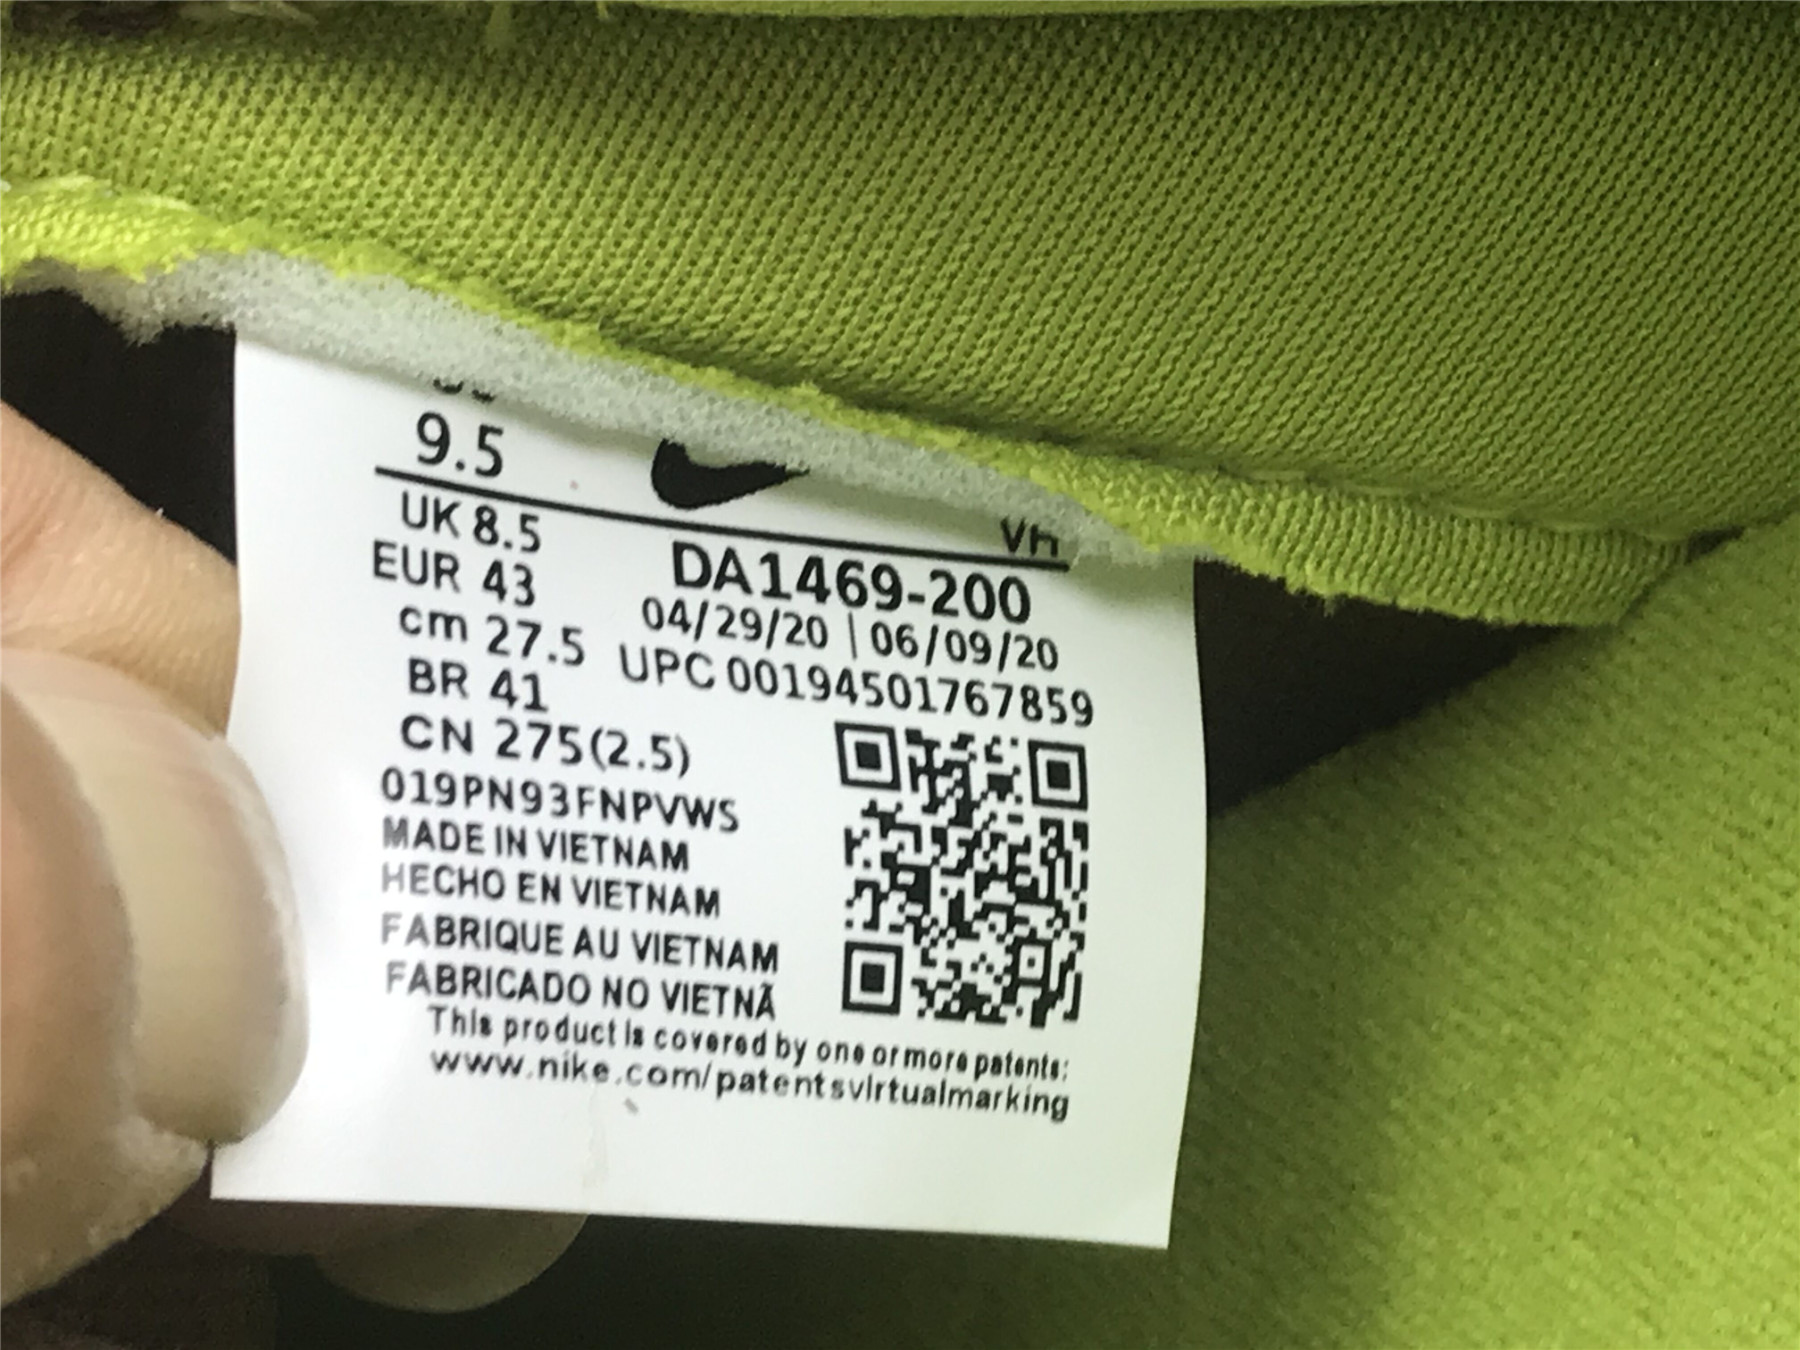 9.5
VH
UK 8.5
EUR 43
cm 27.5
BR 41
CN 275(2.5)
DA1469-200
04/29/20 | 06/09/20
UPC 00194501767859
019PN93FNPVWS
MADE IN VIETNAM
HECHO EN VIETNAM
FABRIQUE AU VIETNAM
FABRICADO NO VIETNÃ
This product is covered by one or more patents:
www.nike.com/patentsvirtualmarking